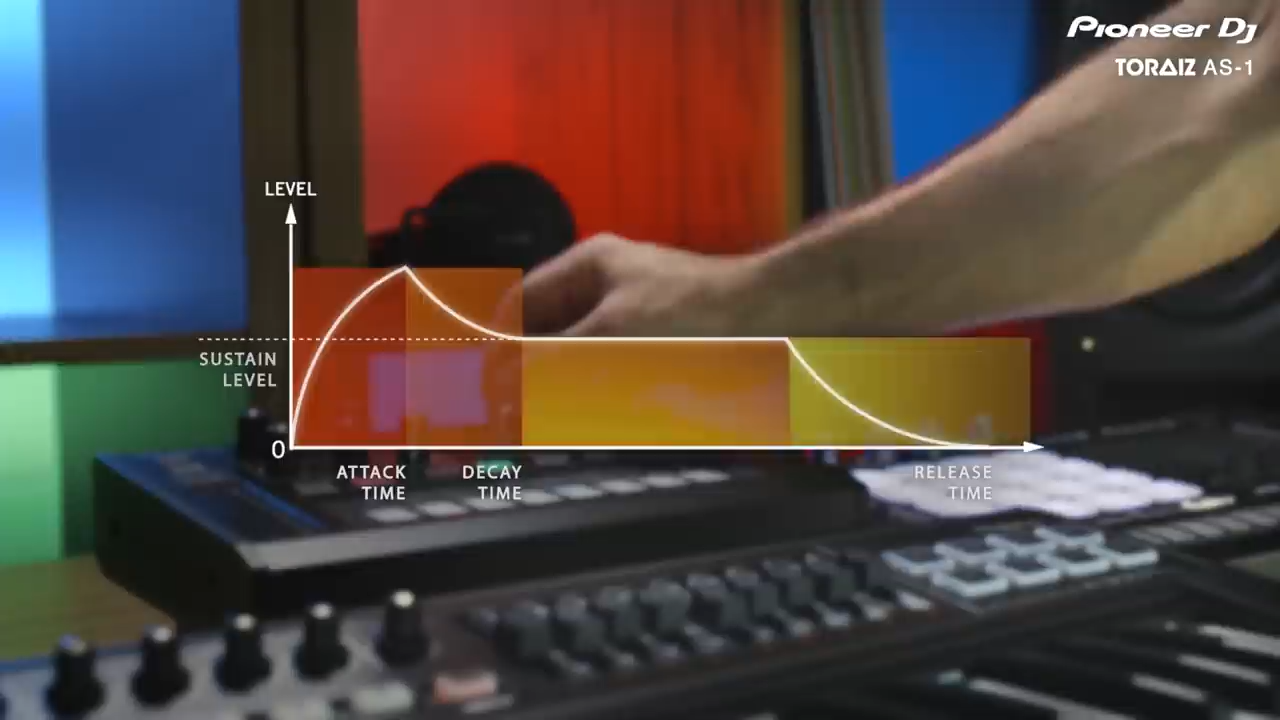 Pioneer Dj
TORAIZ AS-1
LEVEL
SUSTAIN
LEVEL
0
ATTACK
TIME
DECAY
TIME
RELEASE
TIME